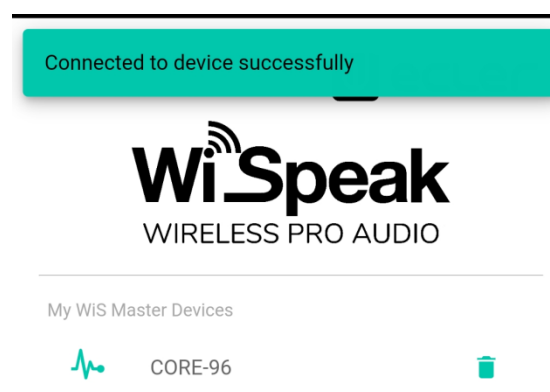 Connected to device successfully
WiSpeak
WIRELESS PRO AUDIO
My WiS Master Devices
CORE-96